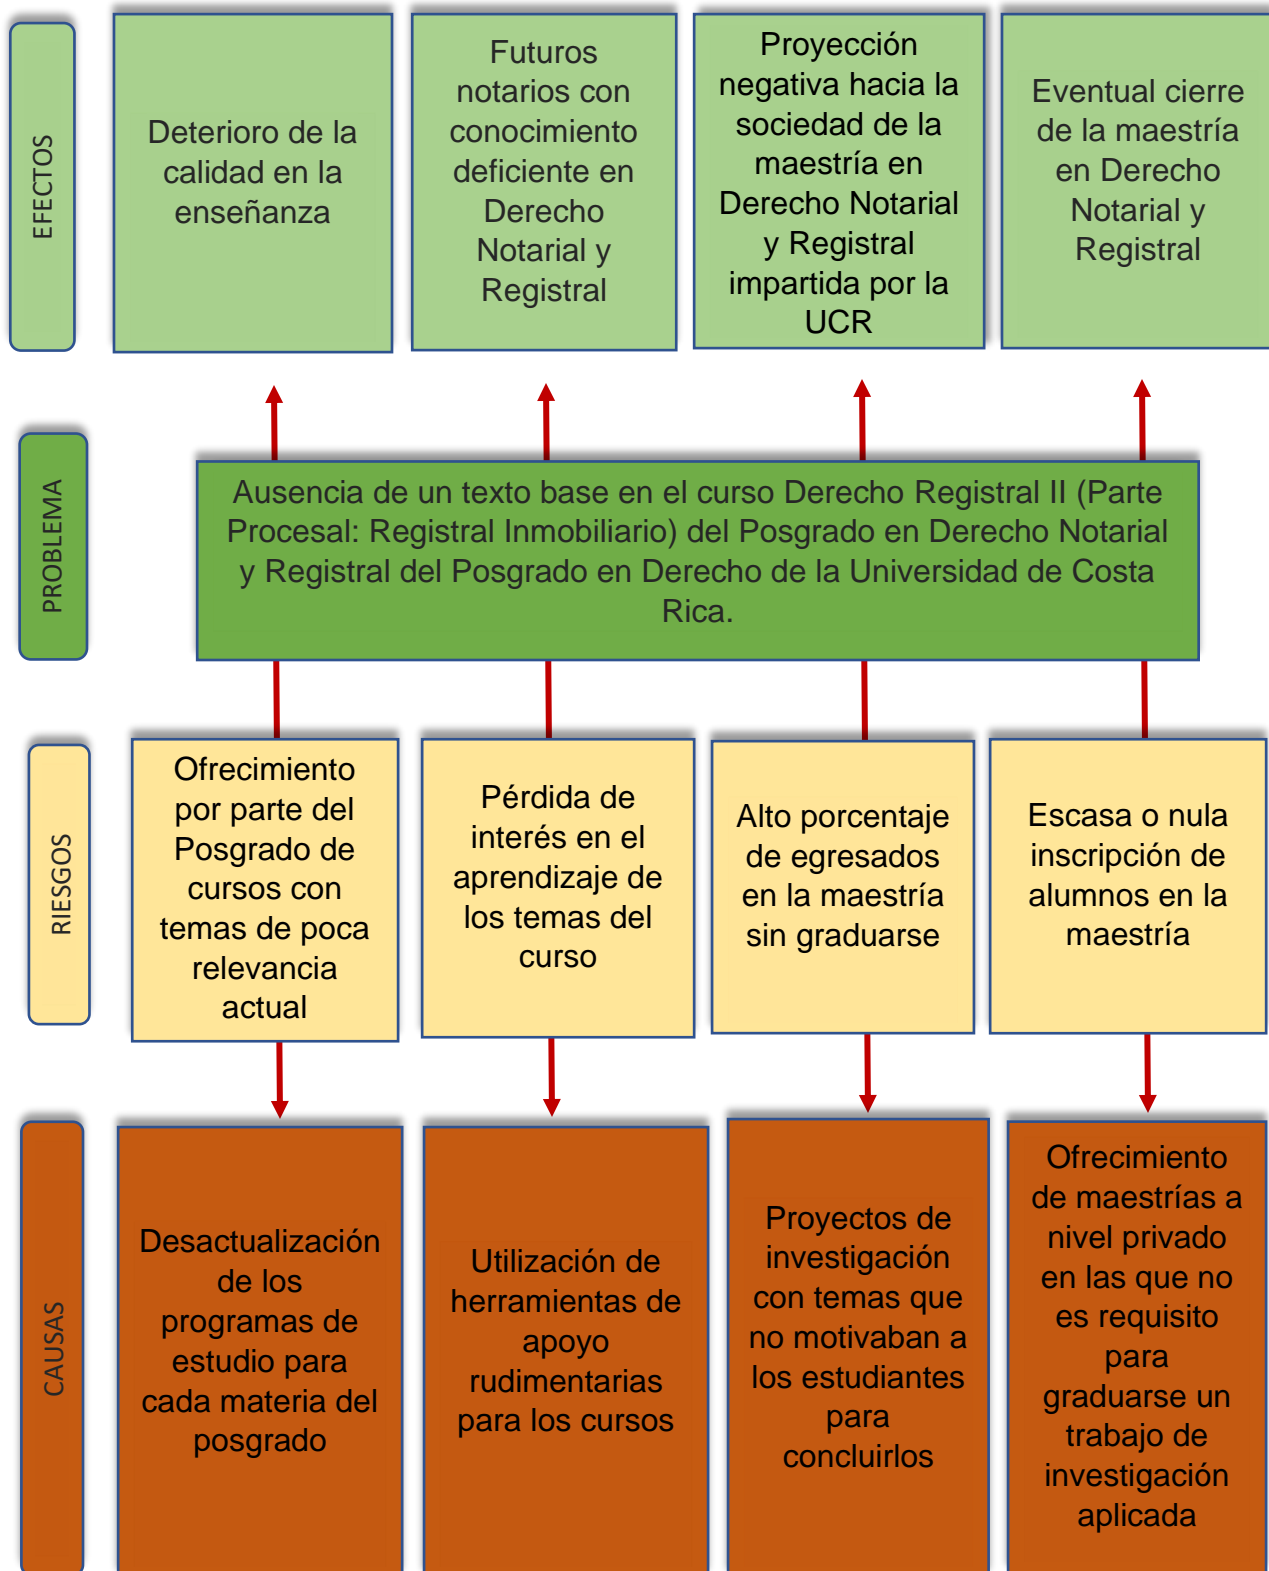 EFECTOS
Deterioro de la
calidad en la
enseñanza
Futuros
notarios con
conocimiento
deficiente en
Derecho
Notarial y
Registral
Proyección
negativa hacia la
sociedad de la
maestría en
Derecho Notarial
y Registral
impartida por la
UCR
Eventual cierre
de la maestría
en Derecho
Notarial y
Registral
PROBLEMA
Ausencia de un texto base en el curso Derecho Registral II (Parte
Procesal: Registral Inmobiliario) del Posgrado en Derecho Notarial
y Registral del Posgrado en Derecho de la Universidad de Costa
Rica.
RIESGOS
Ofrecimiento
por parte del
Posgrado de
cursos con
temas de poca
relevancia
actual
Pérdida de
interés en el
aprendizaje de
los temas del
curso
Alto porcentaje
de egresados
en la maestría
sin graduarse
Escasa o nula
inscripción de
alumnos en la
maestría
CAUSAS
Desactualización
de los
programas de
estudio para
cada materia del
posgrado
Utilización de
herramientas de
apoyo
rudimentarias
para los cursos
Proyectos de
investigación
con temas que
no motivaban a
los estudiantes
para
concluirlos
Ofrecimiento
de maestrías a
nivel privado
en las que no
es requisito
para
graduarse un
trabajo de
investigación
aplicada